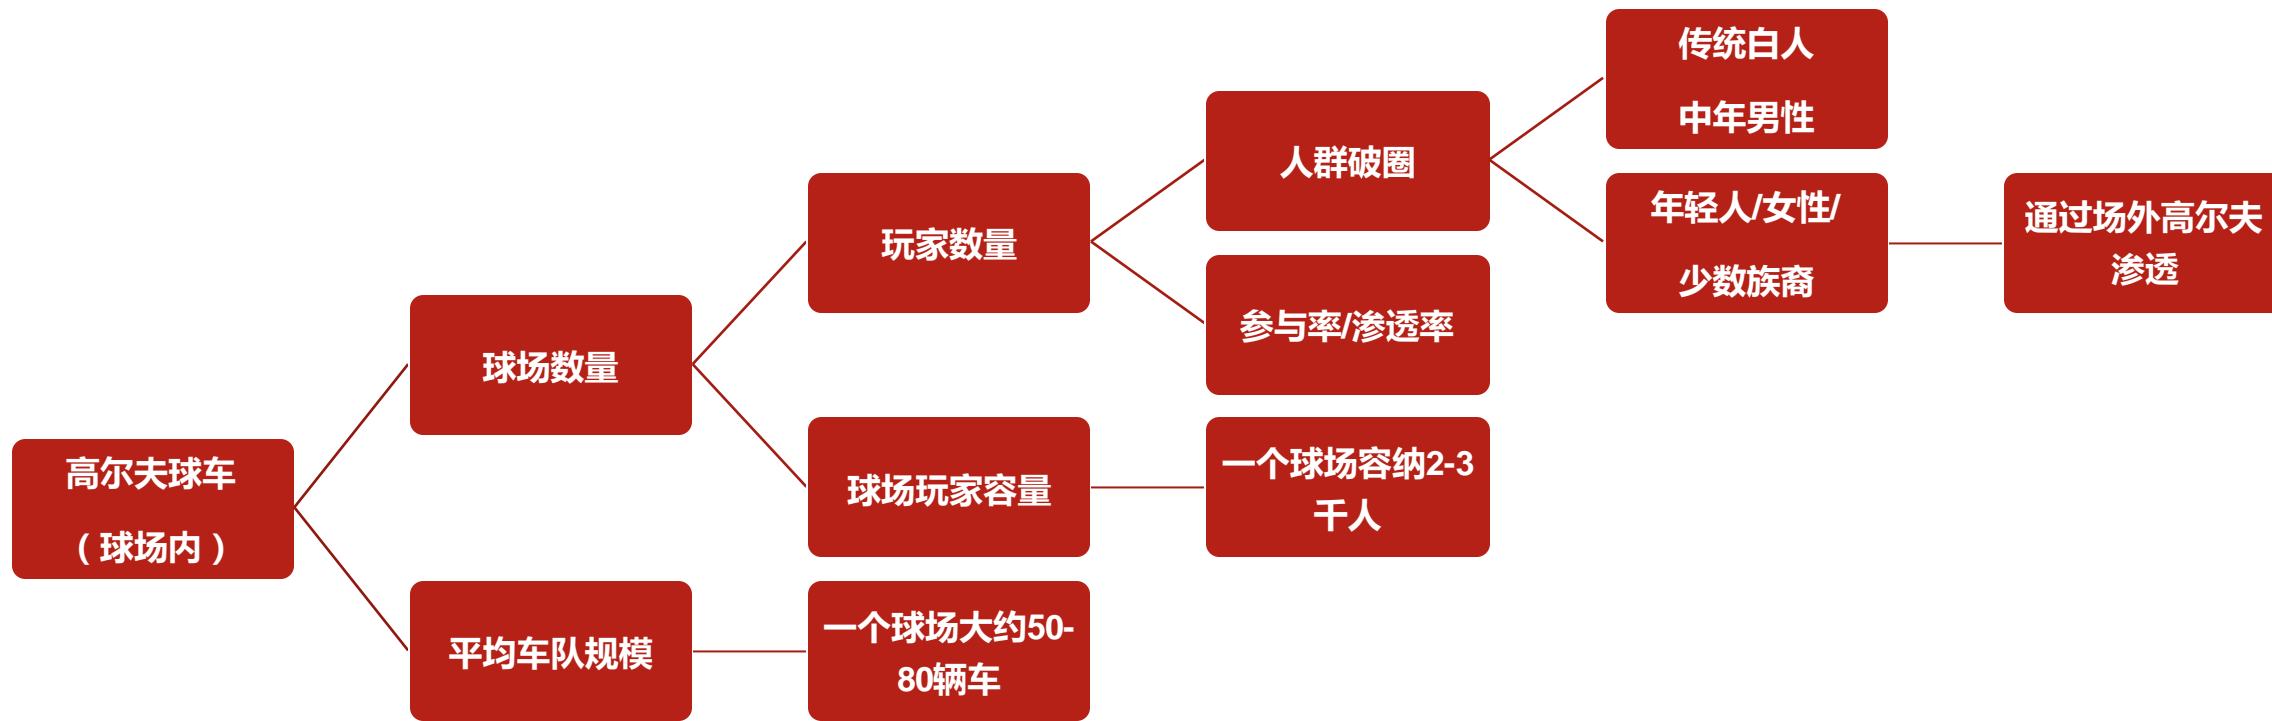 传统白人
中年男性
人群破圈
年轻人/女性/
少数族裔
通过场外高尔夫
渗透
玩家数量
参与率/渗透率
球场数量
一个球场容纳2-3
千人
球场玩家容量
高尔夫球车
（球场内）
平均车队规模
一个球场大约50-
80辆车